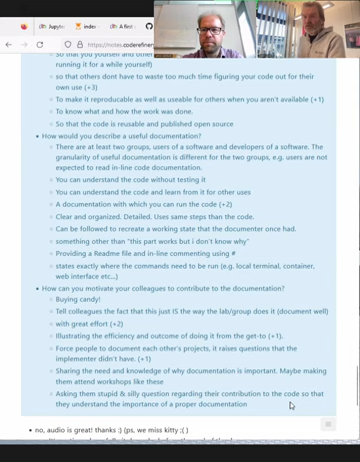 Jupyte
index
A first
https://notes.coderefiner
So that you yourself and othe
running it for a while yourself)
so that others dont have to waste too much time figuring your code out for their
own use (+3)
To make it reproducable as well as useable for others when you aren't available (+1)
To know what and how the work was done.
So that the code is reusable and published open source
How would you describe a useful documentation?
There are at least two groups, users of a software and developers of a software. The
granularity of useful documentation is different for the two groups, e.g. users are not
expected to read in-line code documentation.
You can understand the code without testing it
You can understand the code and learn from it for other uses
A documentation with which you can run the code (+2)
Clear and organized. Detailed. Uses same steps than the code.
Can be followed to recreate a working state that the documenter once had.
something other than "this part works but i don't know why"
Providing a Readme file and in-line commenting using #
states exactly where the commands need to be run (e.g. local terminal, container,
web interface etc...)
How can you motivate your colleagues to contribute to the documentation?
Buying candy!
Tell colleagues the fact that this just IS the way the lab/group does it (document well)
with great effort (+2)
Illustrating the efficiency and outcome of doing it from the get-to (+1).
Force people to document each other's projects, it raises questions that the
implementer didn't have. (+1)
Sharing the need and knowledge of why documentation is important. Maybe making
them attend workshops like these
Asking them stupid & silly question regarding their contribution to the code so that
they understand the importance of a proper documentation
no, audio is great! thanks :) (ps, we miss kitty ;( )